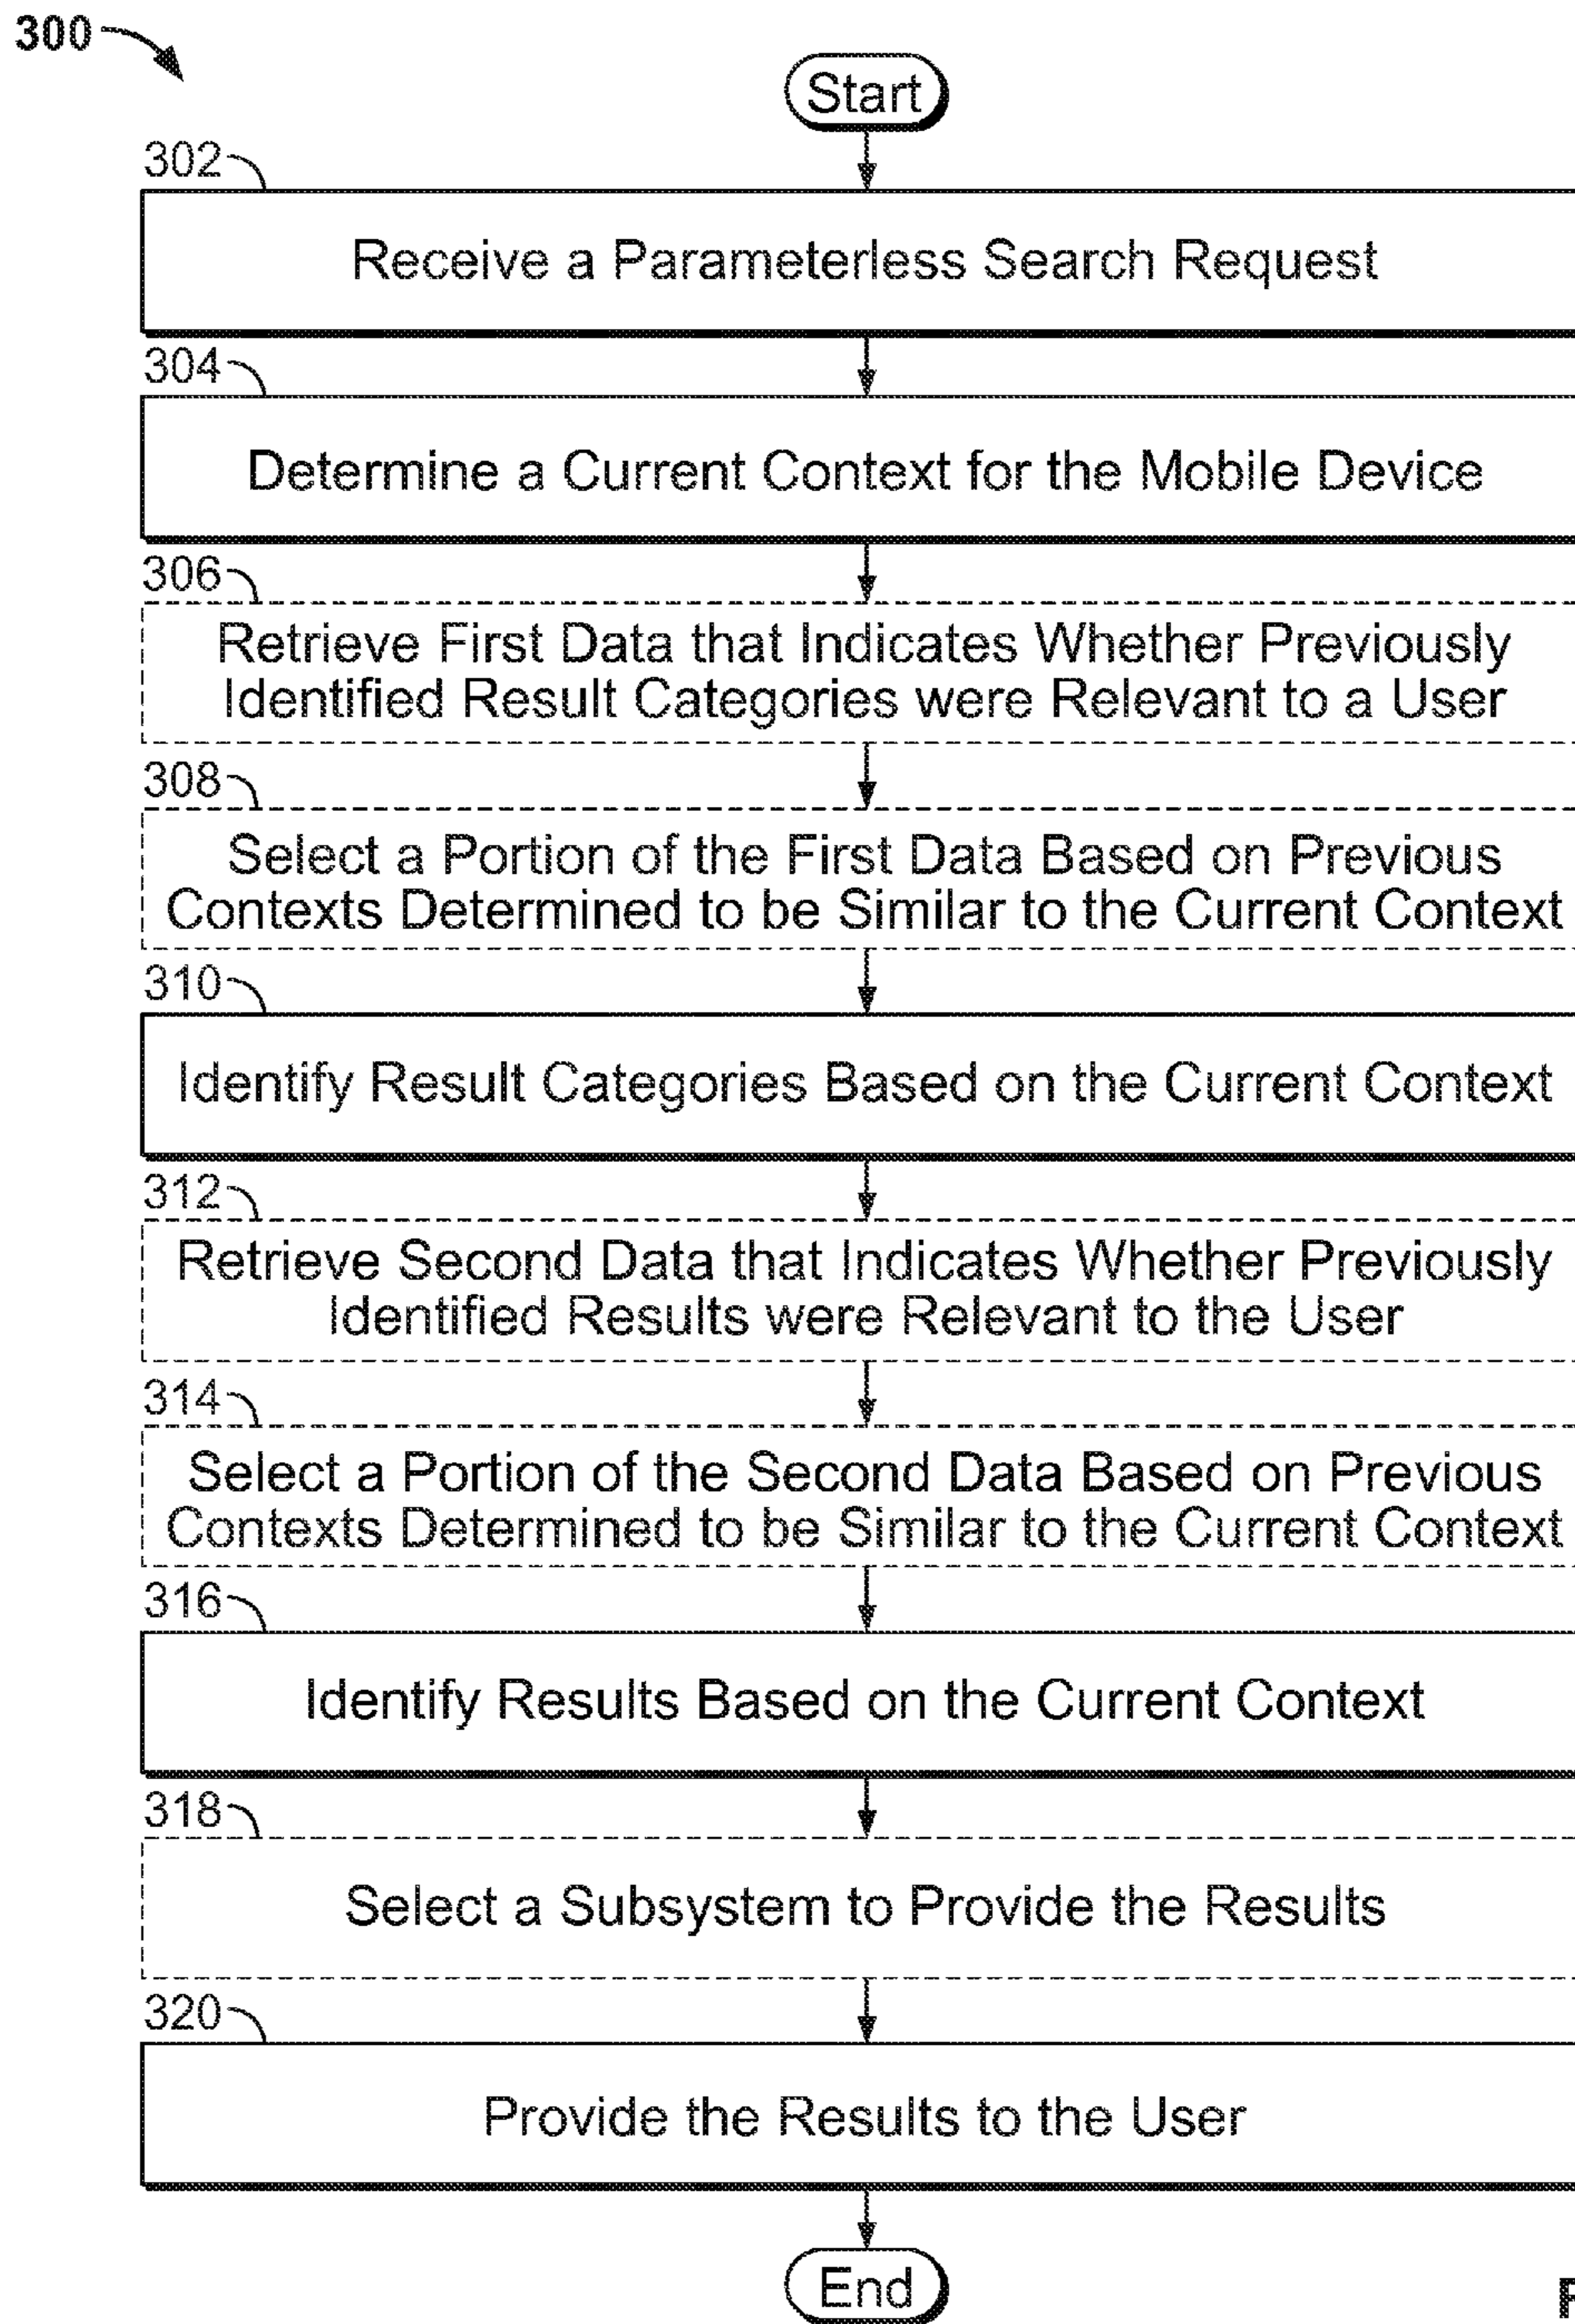 300
Start
302
Receive a Parameterless Search Request
304
Determine a Current Context for the Mobile Device
306
Retrieve First Data that Indicates Whether Previously
Identified Result Categories were Relevant to a User
308
Select a Portion of the First Data Based on Previous
Contexts Determined to be Similar to the Current Context
310
Identify Result Categories Based on the Current Context
312
Retrieve Second Data that Indicates Whether Previously
Identified Results were Relevant to the User
314
Select a Portion of the Second Data Based on Previous
Contexts Determined to be Similar to the Current Context
316
Identify Results Based on the Current Context
318
Select a Subsystem to Provide the Results
320
Provide the Results to the User
End